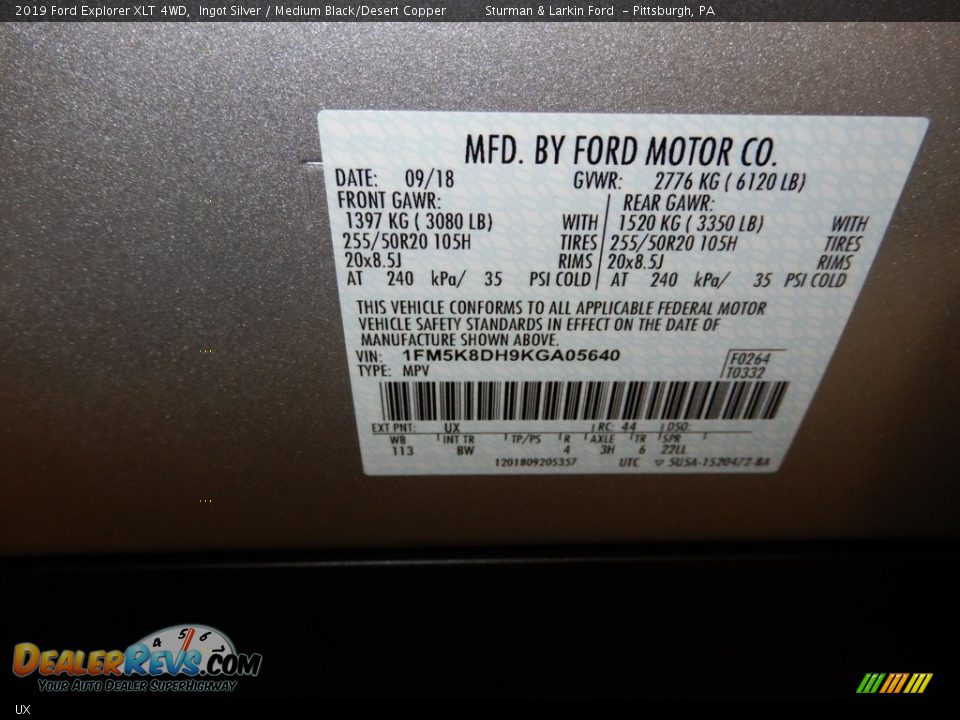 2019 Ford Explorer XLT 4WD, Ingot Silver / Medium Black/Desert Copper Sturman & Larkin Ford - Pittsburgh, PA
MFD. BY FORD MOTOR CO.
DATE: 09/18 GVWR: 2776 KG ( 6120 LB)
FRONT GAWR: REAR GAWR:
1397 KG ( 3080 LB) WITH 1520 KG ( 3350 LB) WITH
255/50R20 105H TIRES 255/50R20 105H TIRES
20x8.5J RIMS 20x8.5J RIMS
AT 240 kPa/ 35 PSI COLD AT 240 kPa/ 35 PSI COLD
THIS VEHICLE CONFORMS TO ALL APPLICABLE FEDERAL MOTOR
VEHICLE SAFETY STANDARDS IN EFFECT ON THE DATE OF
MANUFACTURE SHOWN ABOVE.
VIN: 1FM5K8DH9KGA05640 F0264
TYPE: MPV T0332
EXT PNT: UX RC: 44 DSO:
WB INT TR TP/PS R AXLE TR SPR
113 BW 4 3H 6 22LL
1201809205357 UTC 5U5A-1520472-BA
4 5 6
DEALERREVS.COM
YOUR AUTO DEALER SUPERHIGHWAY
UX